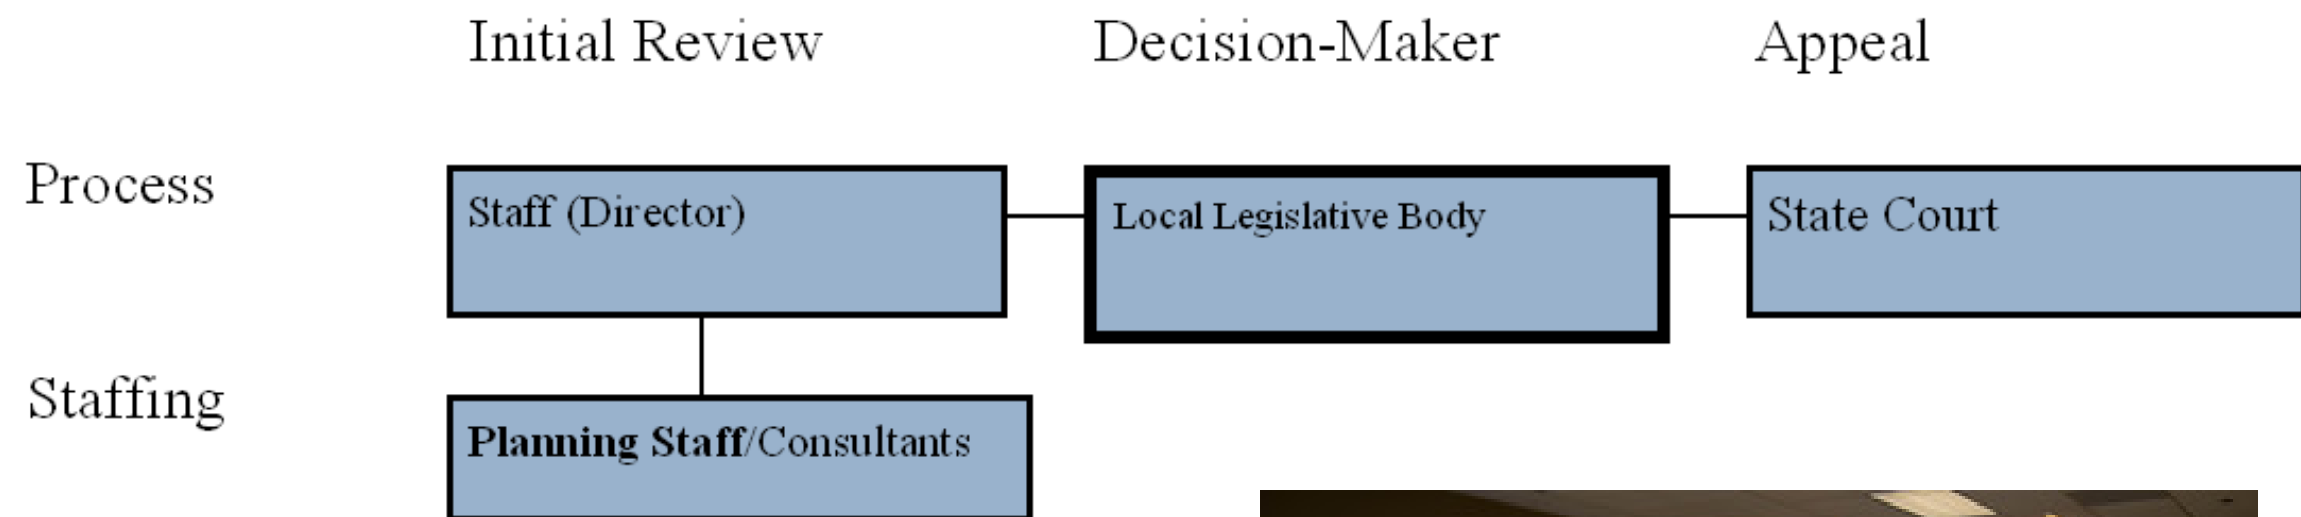 Initial Review Decision-Maker Appeal
Process
Staff (Director)
Local Legislative Body
State Court
Staffing
Planning Staff/Consultants